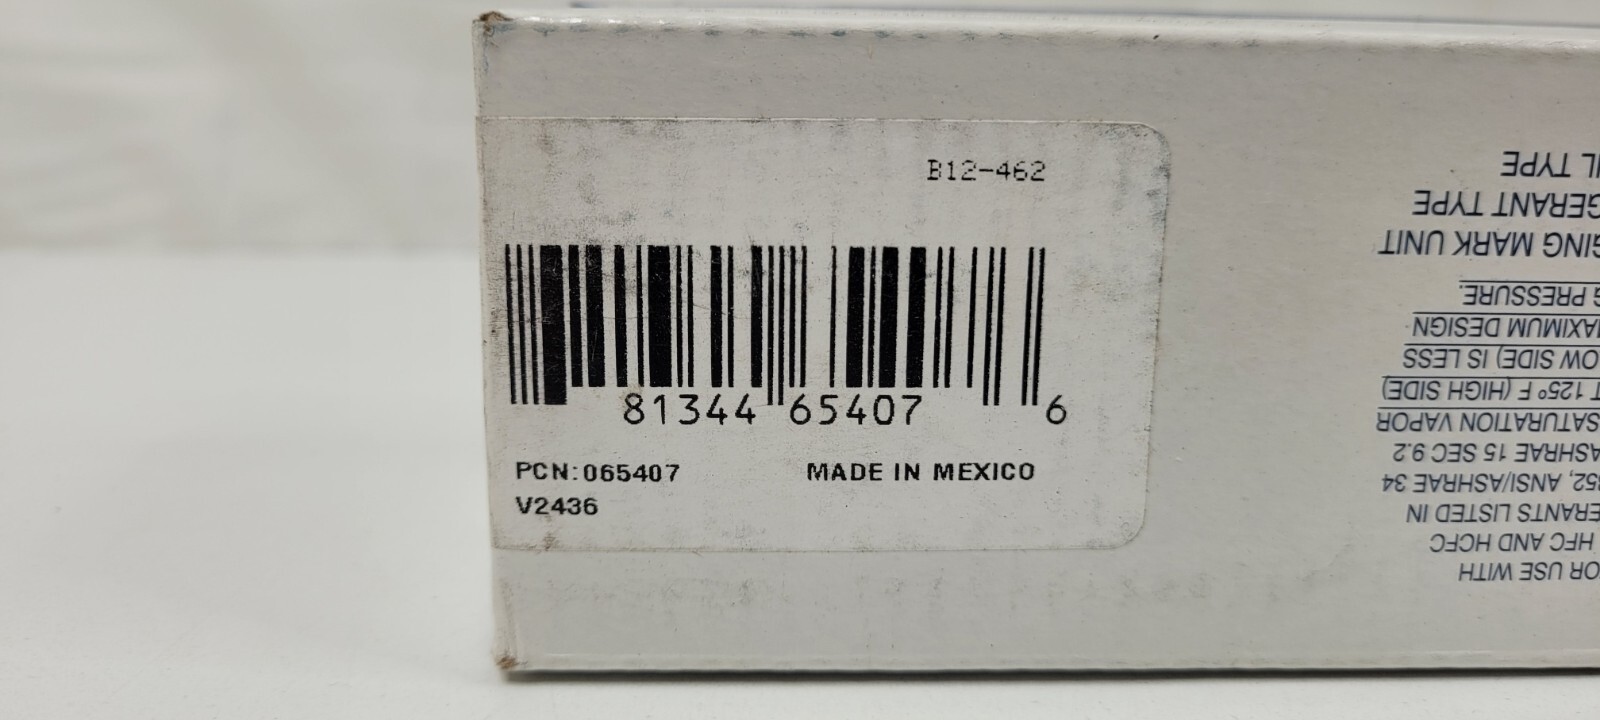 B12-462
81344 65407 6
PCN:065407 MADE IN MEXICO
V2436
OR USE WITH
HFC AND HCFC
ERANTS LISTED IN
352, ANSI/ASHRAE 34
ASHRAE 15 SEC 9.2
SATURATION VAPOR
T 125° F (HIGH SIDE)
OW SIDE) IS LESS
AXIMUM DESIGN
G PRESSURE.
GING MARK UNIT
GERANT TYPE
IL TYPE